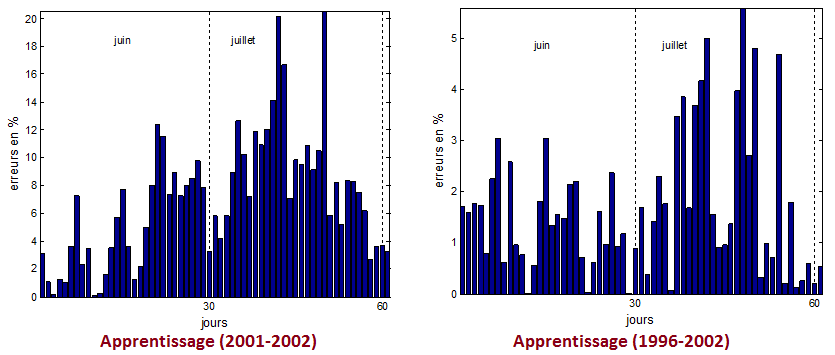 20
18
16
14
12
10
8
6
4
2
0
erreurs en %
juin
juillet
30
60
jours
Apprentissage (2001-2002)
5
4
3
2
1
0
erreurs en %
juin
juillet
30
60
jours
Apprentissage (1996-2002)